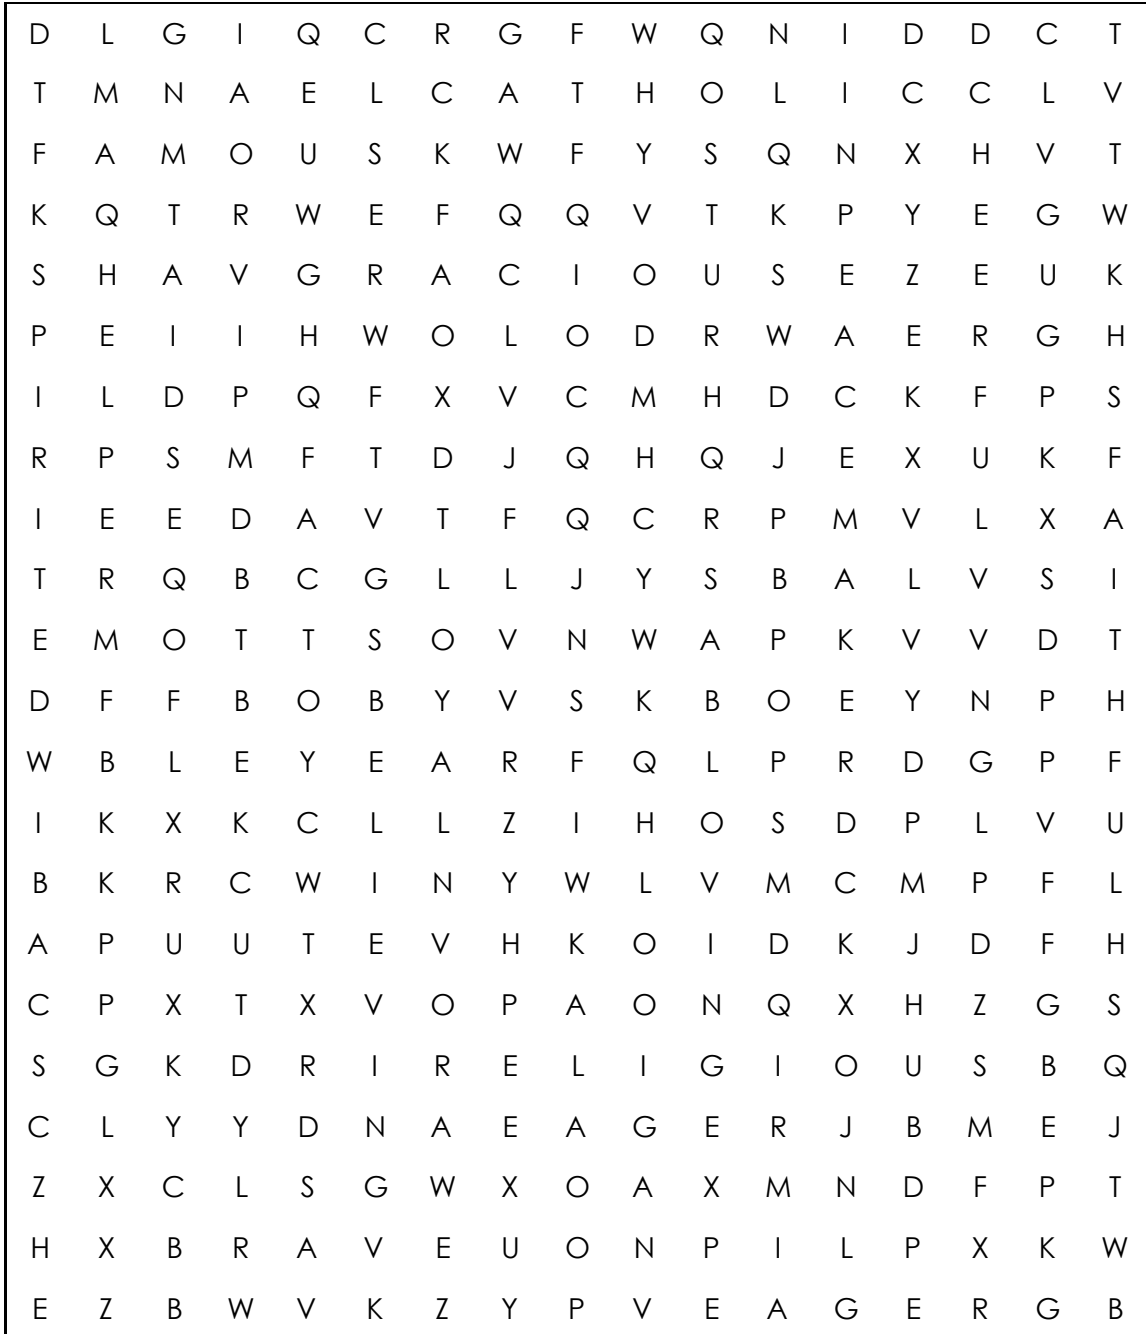 D L G I Q C R G F W Q N I D D C T
T M N A E L C A T H O L I C C L V
F A M O U S K W F Y S Q N X H V T
K Q T R W E F Q Q V T K P Y E G W
S H A V G R A C I O U S E Z E U K
P E I I H W O L O D R W A E R G H
I L D P Q F X V C M H D C K F P S
R P S M F T D J Q H Q J E X U K F
I E E D A V T F Q C R P M V L X A
T R Q B C G L L J Y S B A L V S I
E M O T T S O V N W A P K V V D T
D F F B O B Y V S K B O E Y N P H
W B L E Y E A R F Q L P R D G P F
I K X K C L L Z I H O S D P L V U
B K R C W I N Y W L V M C M P F L
A P U U T E V H K O I D K J D F H
C P X T X V O P A O N Q X H Z G S
S G K D R I R E L I G I O U S B Q
C L Y Y D N A E A G E R J B M E J
Z X C L S G W X O A X M N D F P T
H X B R A V E U O N P I L P X K W
E Z B W V K Z Y P V E A G E R G B